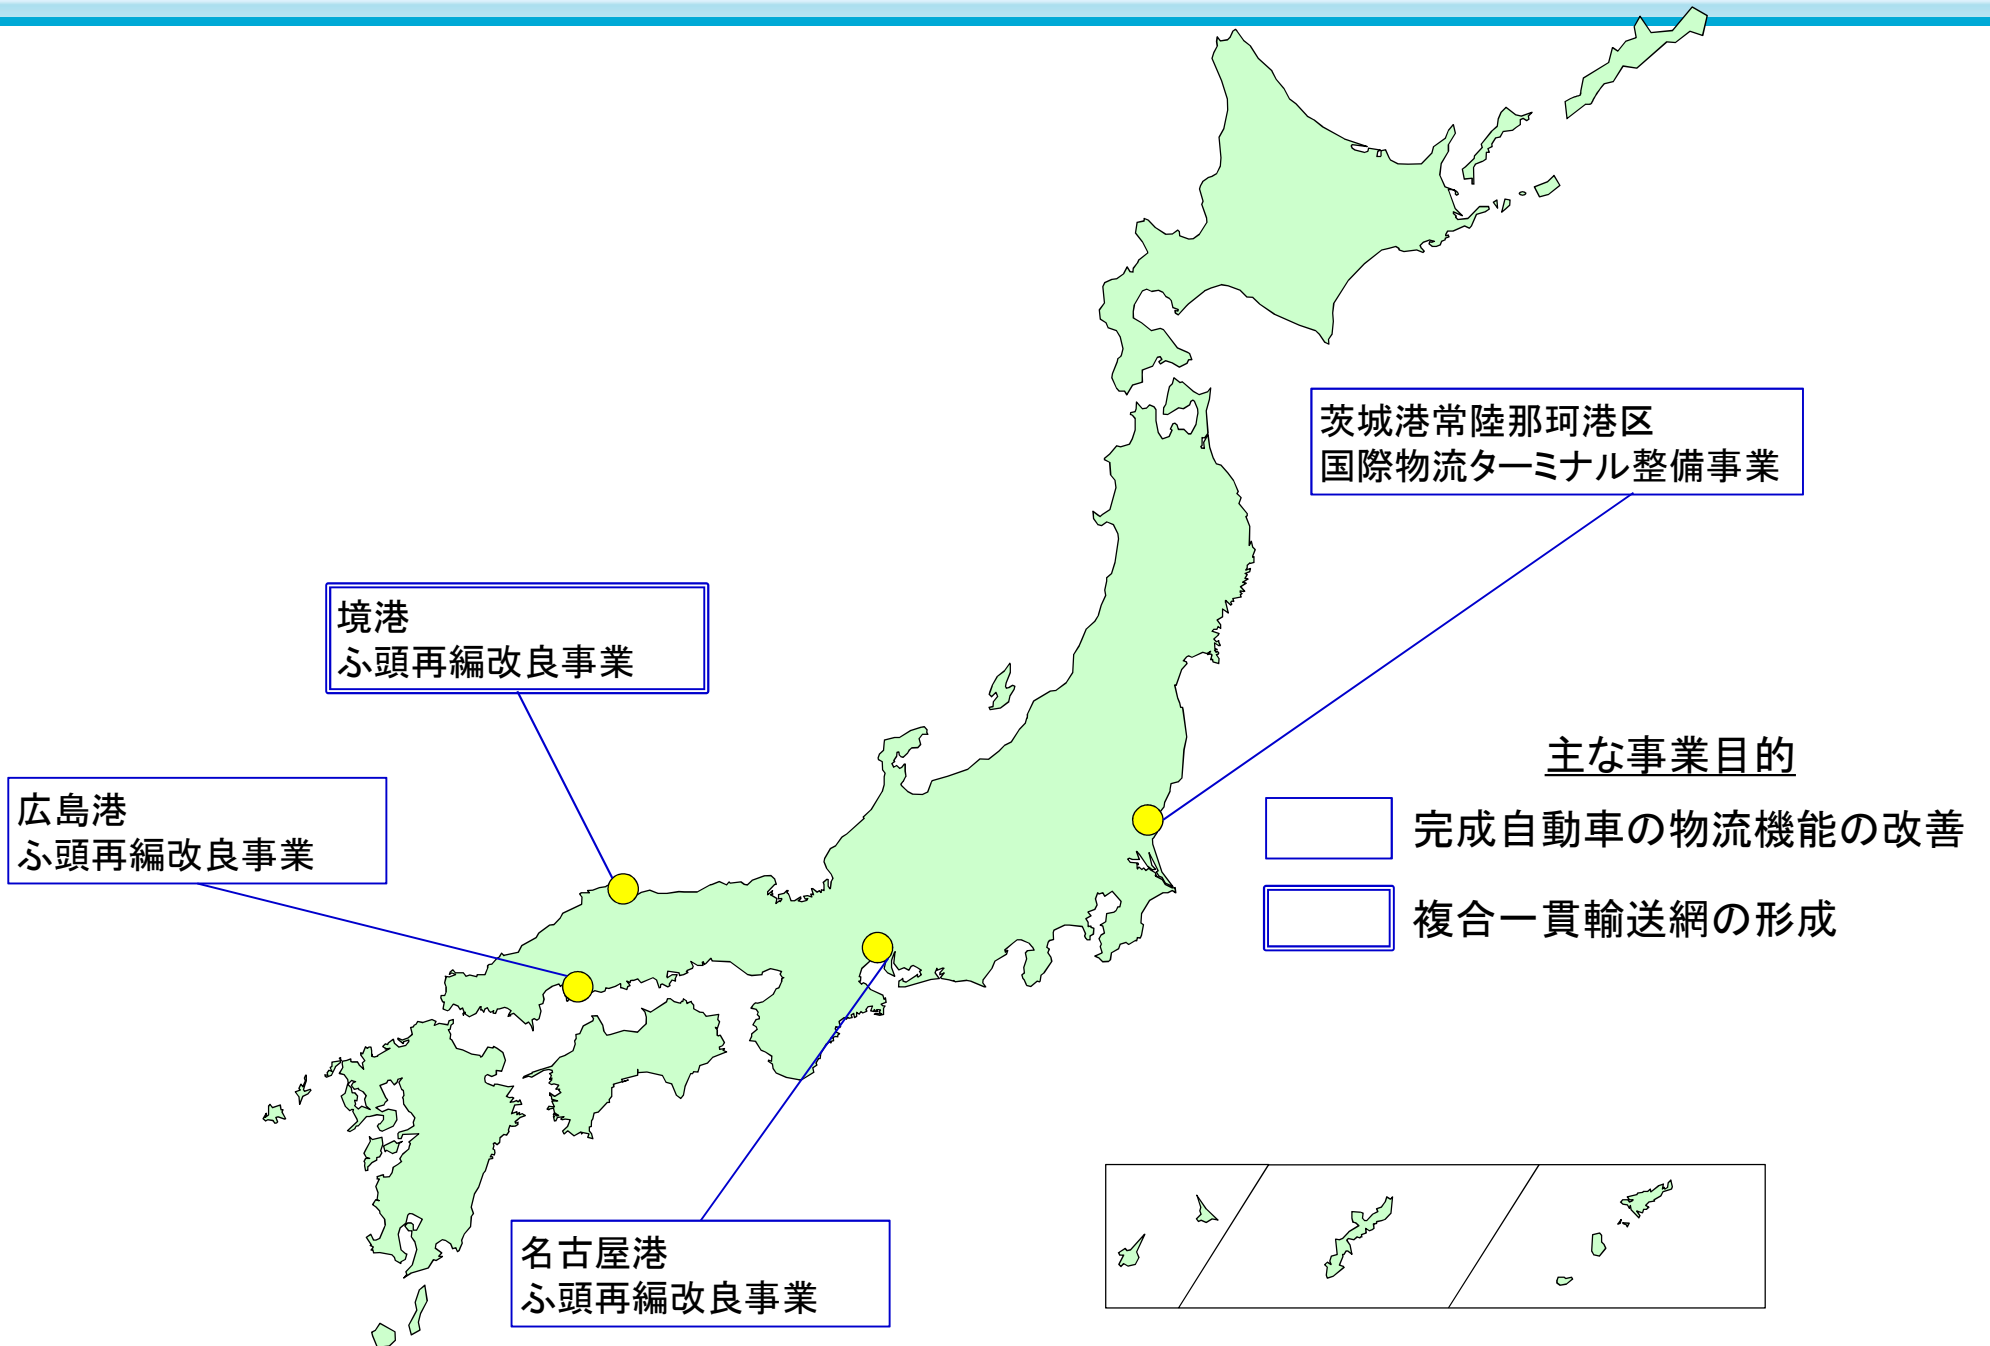 茨城港常陸那珂港区
国際物流ターミナル整備事業
境港
ふ頭再編改良事業
主な事業目的
広島港
ふ頭再編改良事業
完成自動車の物流機能の改善
複合一貫輸送網の形成
名古屋港
ふ頭再編改良事業